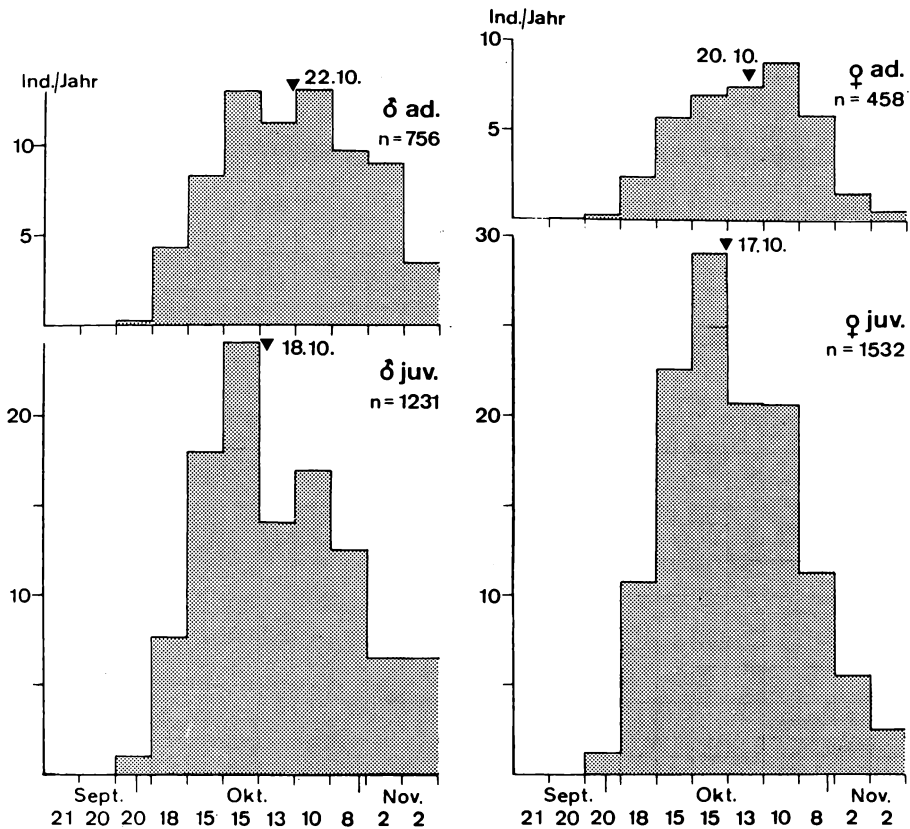 Ind./Jahr
22.10.
♂ ad.
n = 756
10
5
18.10.
♂ juv.
n = 1231
20
10
Sept. Okt. Nov.
21 20 20 18 15 15 13 10 8 2 2
Ind./Jahr
10
20.10.
♀ ad.
n = 458
5
30
17.10.
♀ juv.
n = 1532
20
10
Sept. Okt. Nov.
21 20 20 18 15 15 13 10 8 2 2